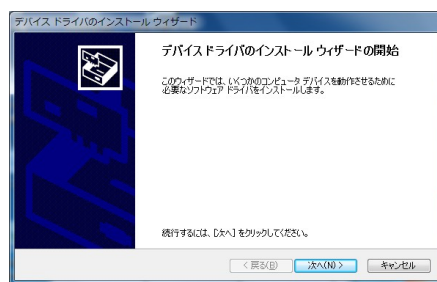 デバイス ドライバのインストール ウィザード
デバイス ドライバのインストール ウィザードの開始
このウィザードでは、いくつかのコンピュータ デバイスを動作させるために
必要なソフトウェア ドライバをインストールします。
続行するには、[次へ] をクリックしてください。
< 戻る(B) 次へ(N) > キャンセル